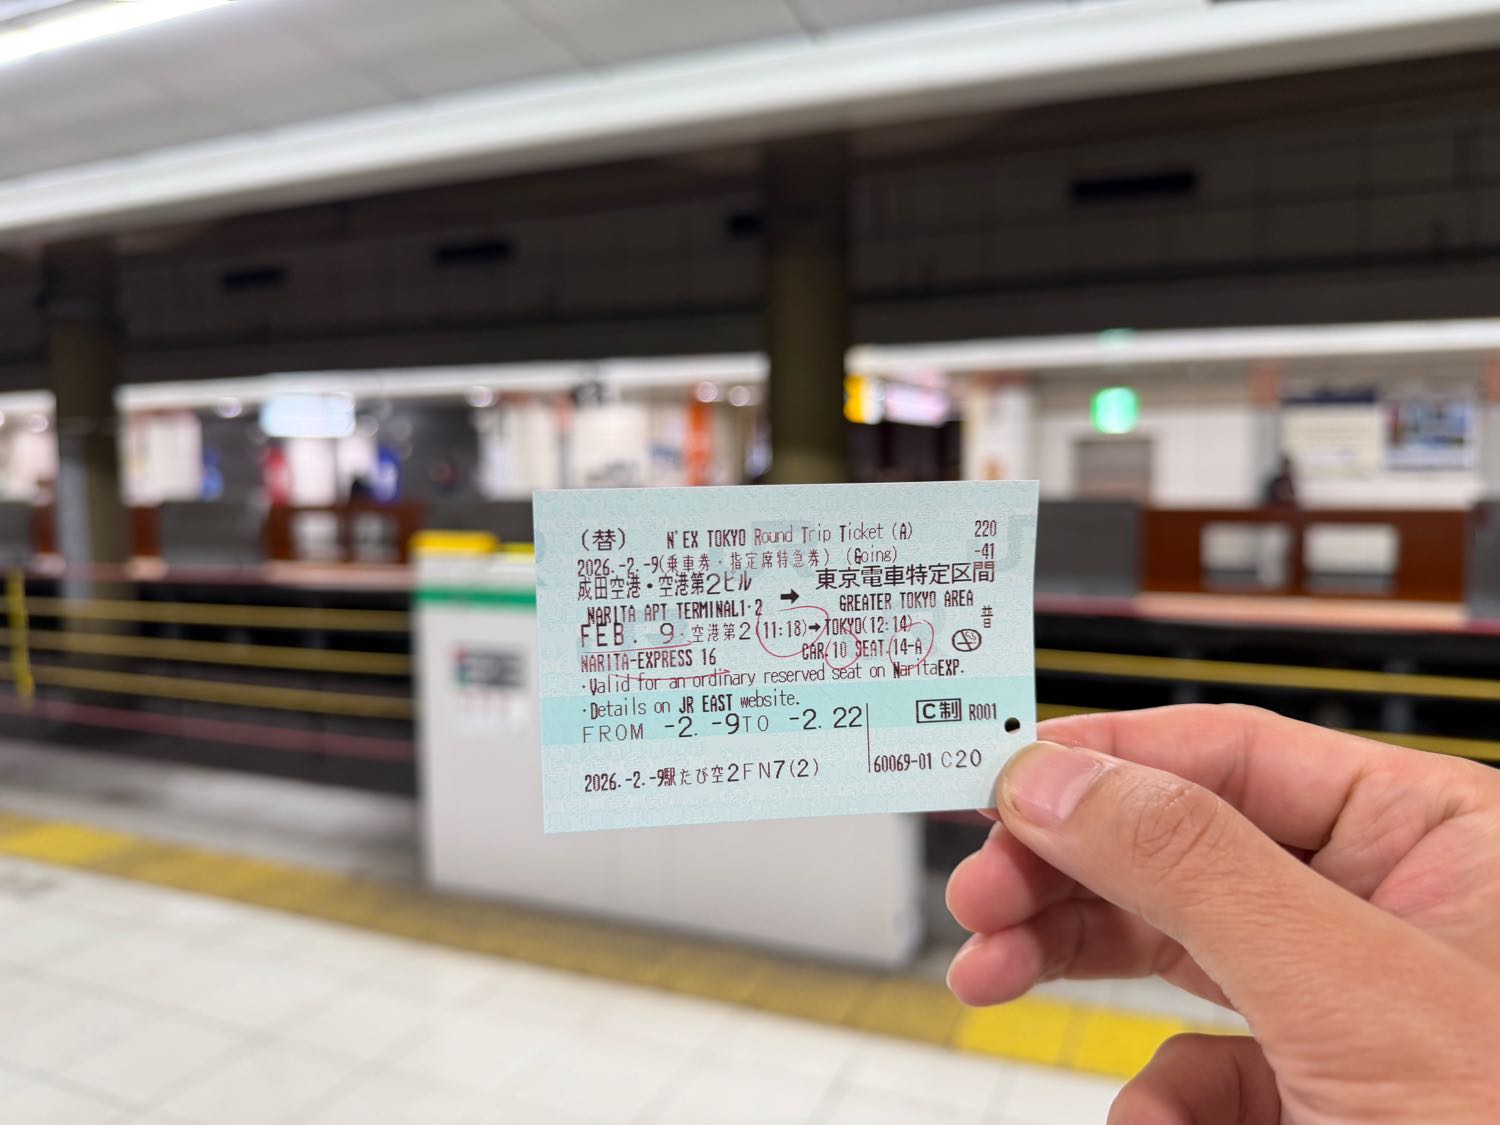 (替) N'EX TOKYO Round Trip Ticket (A) 220
2026.-2.-9(乗車券・指定席特急券) (Going) -41
成田空港・空港第2ビル → 東京電車特定区間
NARITA APT TERMINAL1・2 GREATER TOKYO AREA
FEB. 9・空港第2(11:18)→TOKYO(12:14) 普
NARITA-EXPRESS 16 CAR.10 SEAT.14-A
・Valid for an ordinary reserved seat on NaritaEXP.
・Details on JR EAST website.
FROM -2. -9TO -2. 22 C制 R001
2026.-2.-9駅たび空2FN7(2) 60069-01 C20